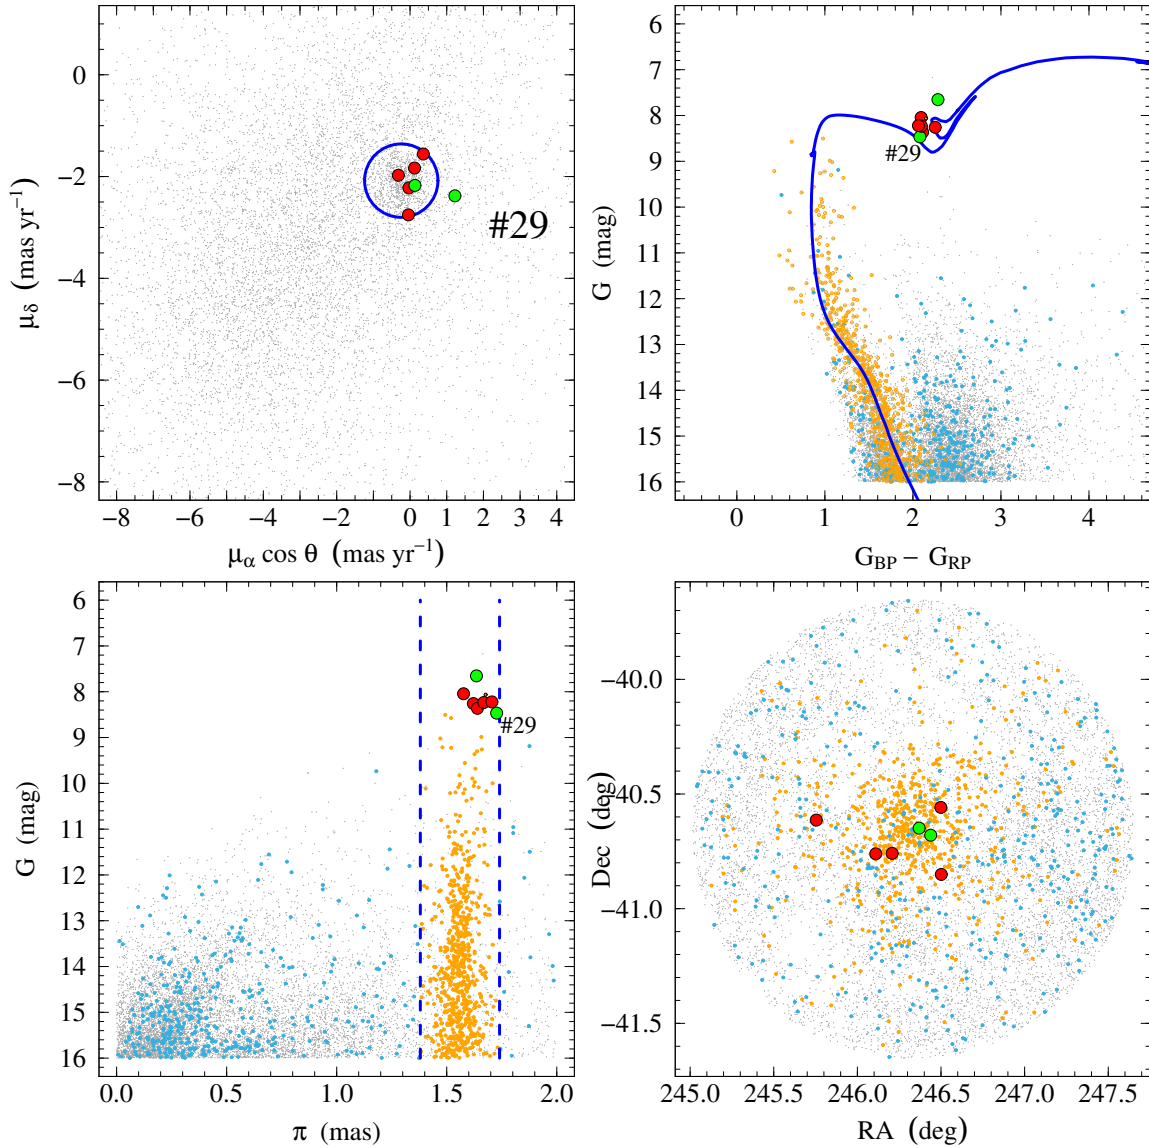 0
−2
−4
−6
−8
μδ (mas yr⁻¹)
#29
−8 −6 −4 −2 0 1 2 3 4
μα cos θ (mas yr⁻¹)
6
7
8
9
10
11
12
13
14
15
16
G (mag)
#29
0 1 2 3 4
G_BP − G_RP
6
7
8
9
10
11
12
13
14
15
16
G (mag)
#29
0.0 0.5 1.0 1.5 2.0
π (mas)
−40.0
−40.5
−41.0
−41.5
Dec (deg)
245.0 245.5 246.0 246.5 247.0 247.5
RA (deg)